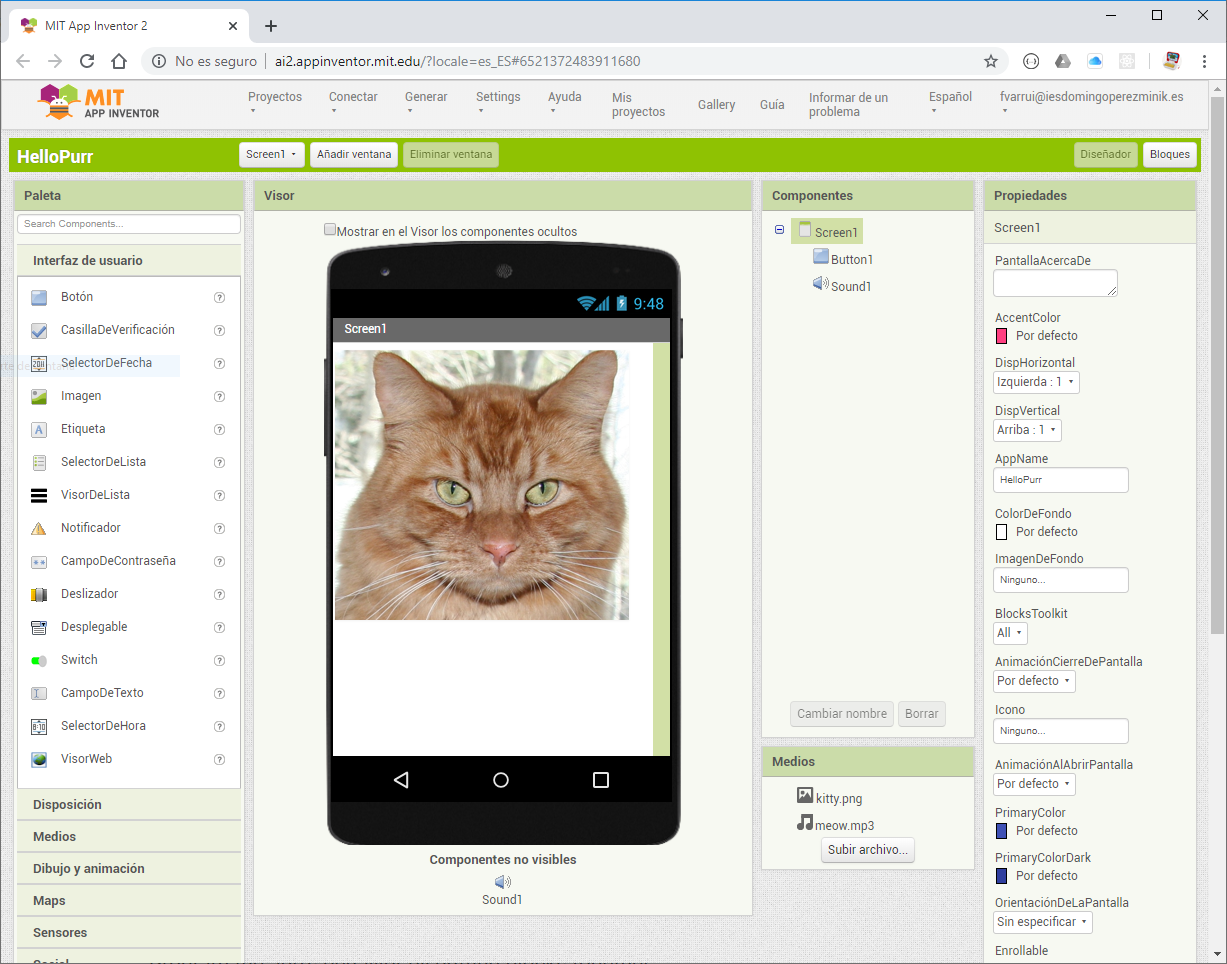 MIT App Inventor 2
No es seguro
ai2.appinventor.mit.edu/?locale=es_ES#6521372483911680
MIT
APP INVENTOR
Proyectos
Conectar
Generar
Settings
Ayuda
Mis
proyectos
Gallery
Guía
Informar de un
problema
Español
fvarrui@iesdomingoperezminik.es
HelloPurr
Screen1
Añadir ventana
Eliminar ventana
Diseñador
Bloques
Paleta
Search Components...
Interfaz de usuario
Botón
CasillaDeVerificación
SelectorDeFecha
Imagen
Etiqueta
SelectorDeLista
VisorDeLista
Notificador
CampoDeContraseña
Deslizador
Desplegable
Switch
CampoDeTexto
SelectorDeHora
VisorWeb
Disposición
Medios
Dibujo y animación
Maps
Sensores
Social
Visor
Mostrar en el Visor los componentes ocultos
9:48
Screen1
Componentes no visibles
Sound1
Componentes
Screen1
Button1
Sound1
Cambiar nombre
Borrar
Medios
kitty.png
meow.mp3
Subir archivo...
Propiedades
Screen1
PantallaAcercaDe
AccentColor
Por defecto
DispHorizontal
Izquierda : 1
DispVertical
Arriba : 1
AppName
HelloPurr
ColorDeFondo
Por defecto
ImagenDeFondo
Ninguno...
BlocksToolkit
All
AnimaciónCierreDePantalla
Por defecto
Icono
Ninguno...
AnimaciónAlAbrirPantalla
Por defecto
PrimaryColor
Por defecto
PrimaryColorDark
Por defecto
OrientaciónDeLaPantalla
Sin especificar
Enrollable